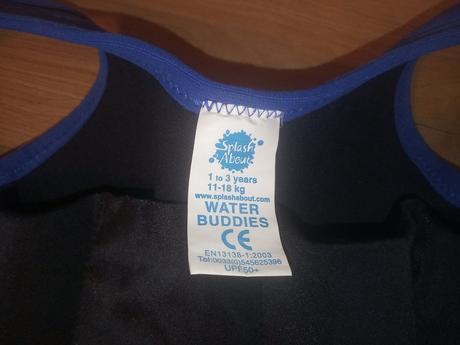 Splash
About
1 to 3 years
11-18 kg
www.splashabout.com
WATER
BUDDIES
CE
EN13138-1:2003
Tel:0033(0)545625396
UPF50+